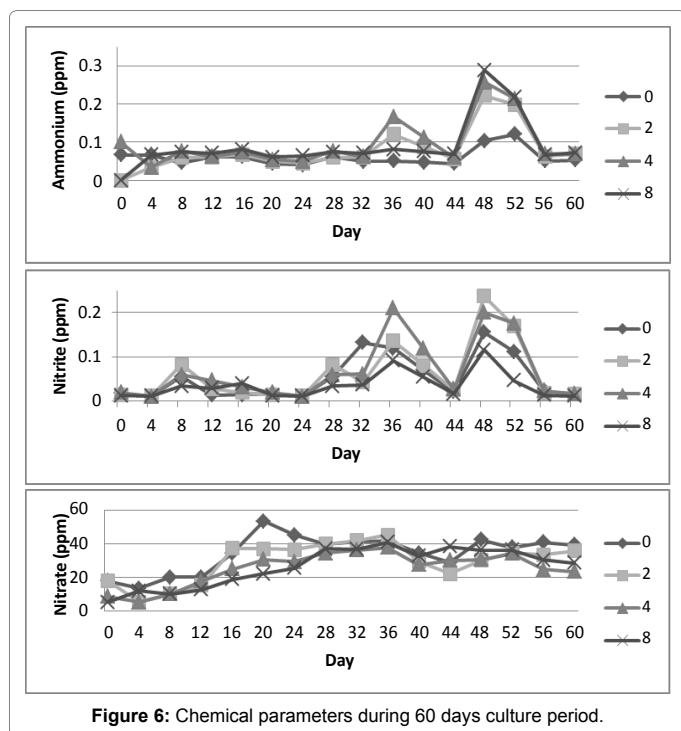 Ammonium (ppm)
0.3
0.2
0.1
0
0 4 8 12 16 20 24 28 32 36 40 44 48 52 56 60
Day
0
2
4
8
Nitrite (ppm)
0.2
0.1
0
0 4 8 12 16 20 24 28 32 36 40 44 48 52 56 60
Day
0
2
4
8
Nitrate (ppm)
60
40
20
0
0 4 8 12 16 20 24 28 32 36 40 44 48 52 56 60
Day
0
2
4
8
Figure 6: Chemical parameters during 60 days culture period.